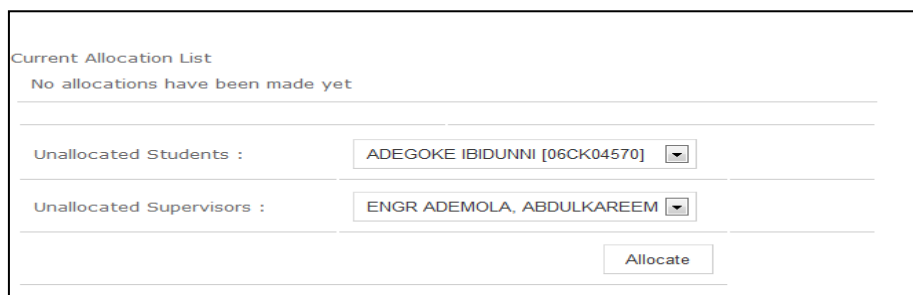 Current Allocation List
No allocations have been made yet
Unallocated Students : ADEGOKE IBIDUNNI [06CK04570]
Unallocated Supervisors : ENGR ADEMOLA, ABDULKAREEM
Allocate